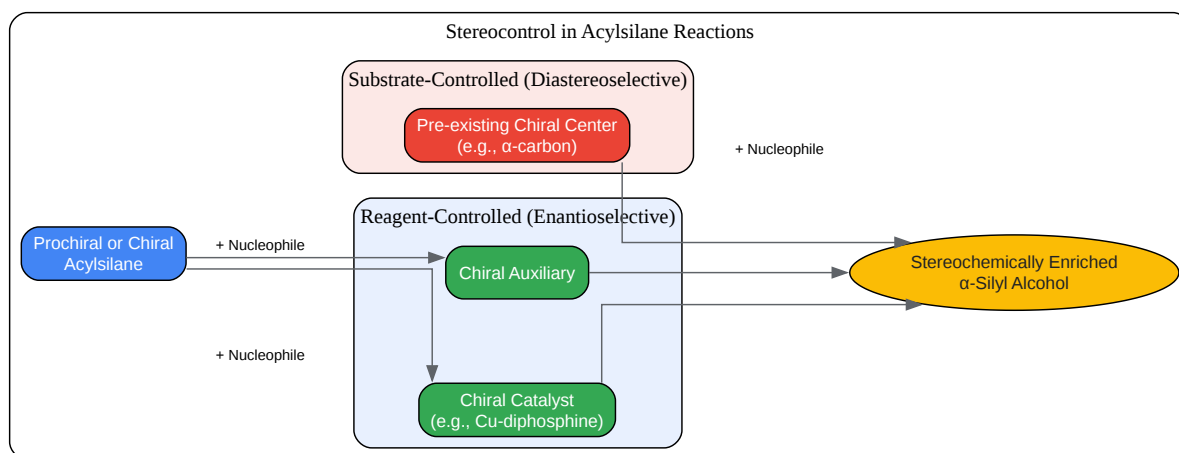 Stereocontrol in Acylsilane Reactions
Substrate-Controlled (Diastereoselective)
Pre-existing Chiral Center
(e.g., α-carbon)
+ Nucleophile
Reagent-Controlled (Enantioselective)
Prochiral or Chiral
Acylsilane
+ Nucleophile
Chiral Auxiliary
Stereochemically Enriched
α-Silyl Alcohol
+ Nucleophile
Chiral Catalyst
(e.g., Cu-diphosphine)